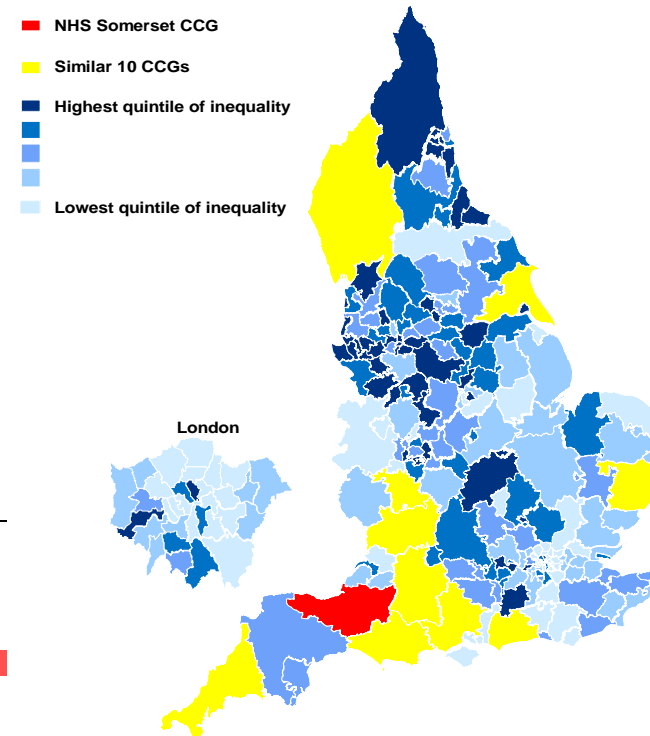 NHS Somerset CCG
Similar 10 CCGs
Highest quintile of inequality
Lowest quintile of inequality
London